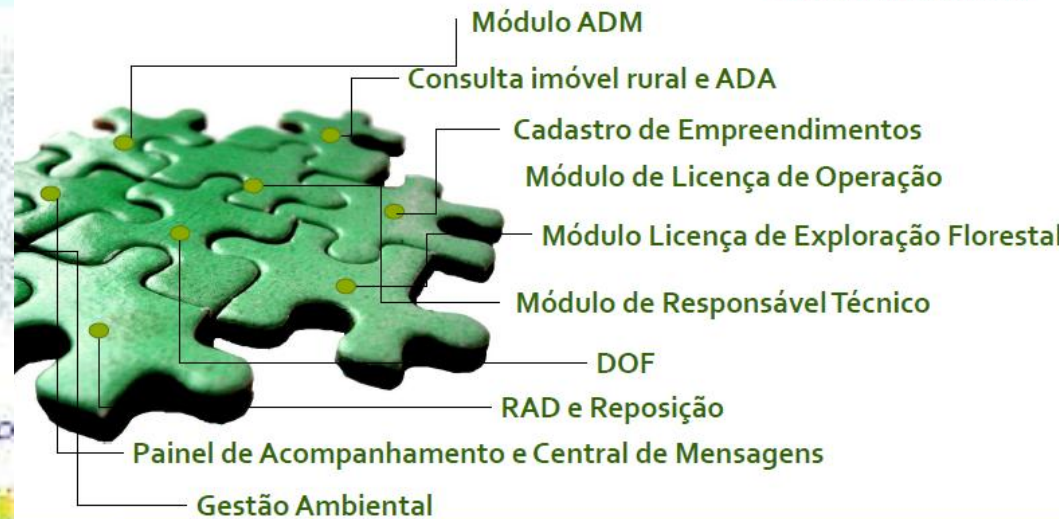 Módulo ADM
Consulta imóvel rural e ADA
Cadastro de Empreendimentos
Módulo de Licença de Operação
Módulo Licença de Exploração Florestal
Módulo de Responsável Técnico
DOF
RAD e Reposição
Painel de Acompanhamento e Central de Mensagens
Gestão Ambiental